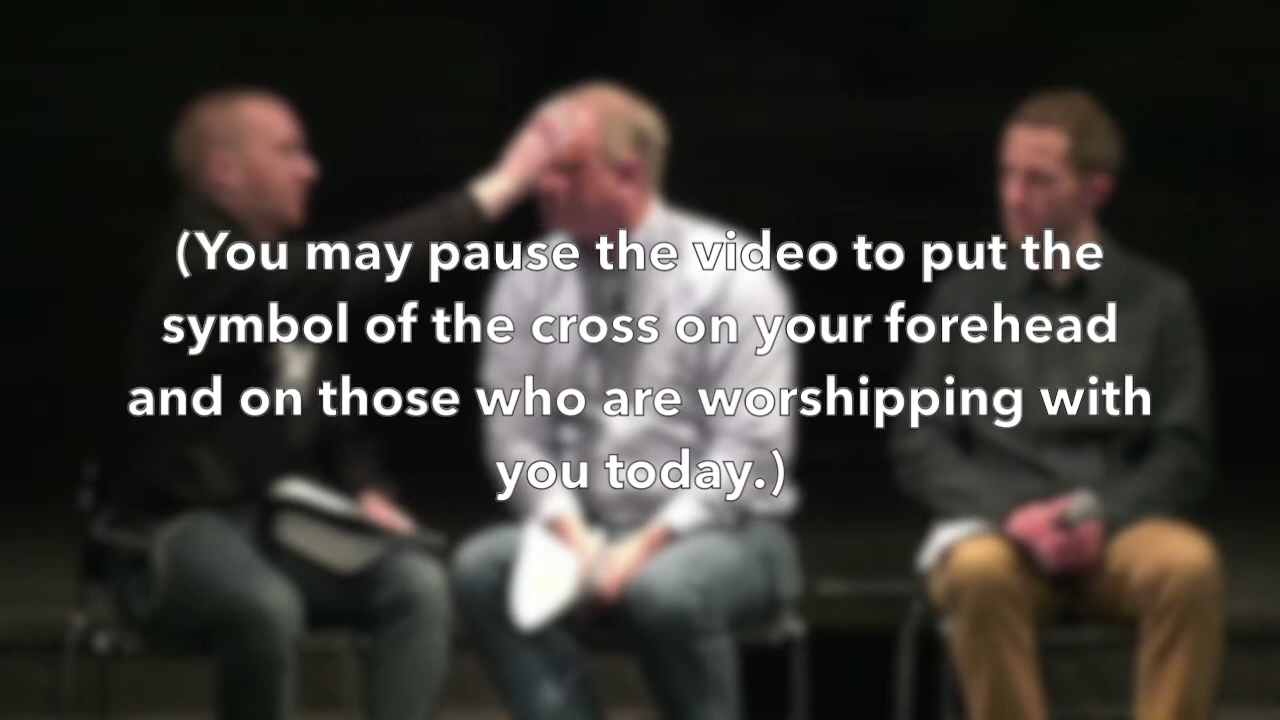 (You may pause the video to put the
symbol of the cross on your forehead
and on those who are worshipping with
you today.)